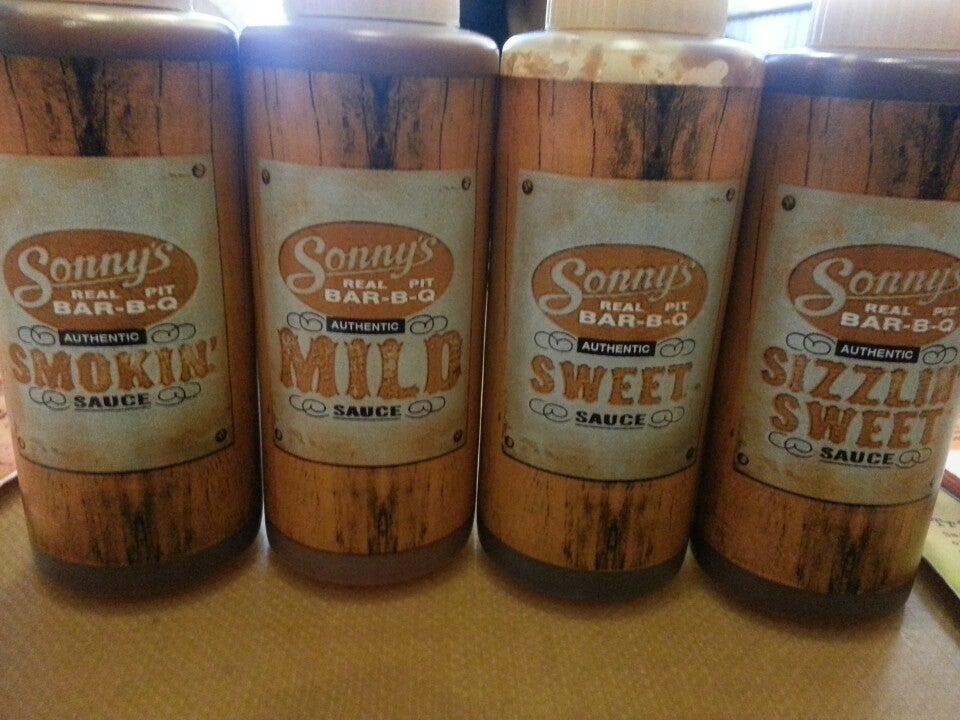 Sonny's
REAL PIT
BAR-B-Q
AUTHENTIC
SMOKIN'
SAUCE
Sonny's
REAL PIT
BAR-B-Q
AUTHENTIC
MILD
SAUCE
Sonny's
REAL PIT
BAR-B-Q
AUTHENTIC
SWEET
SAUCE
Sonny's
REAL PIT
BAR-B-Q
AUTHENTIC
SIZZLIN
SWEET
SAUCE